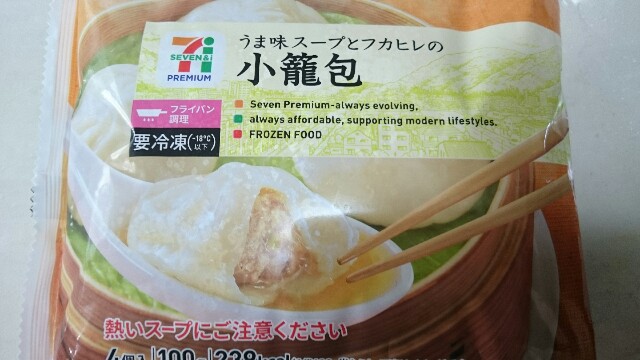 うま味スープとフカヒレの
小籠包
7i
SEVEN&i
PREMIUM
Seven Premium-always evolving,
always affordable, supporting modern lifestyles.
FROZEN FOOD
フライパン
調理
要冷凍(-18℃以下)
熱いスープにご注意ください